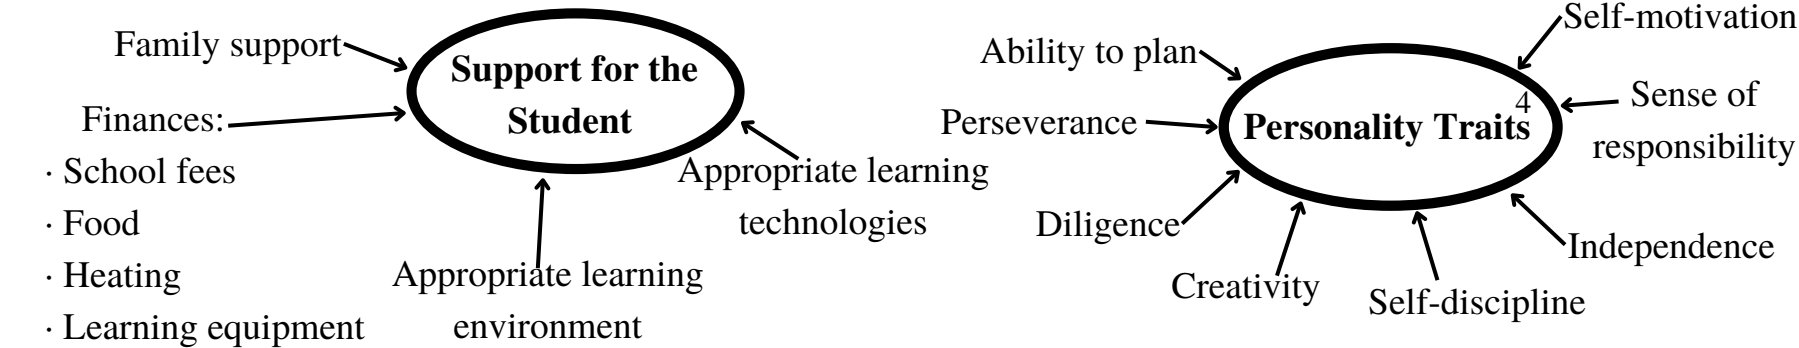 Family support
Support for the
Student
Finances:
· School fees
· Food
· Heating
· Learning equipment
Appropriate learning
environment
Appropriate learning
technologies
Ability to plan
Perseverance
Diligence
Creativity
Self-discipline
Personality Traits
4
Self-motivation
Sense of
responsibility
Independence